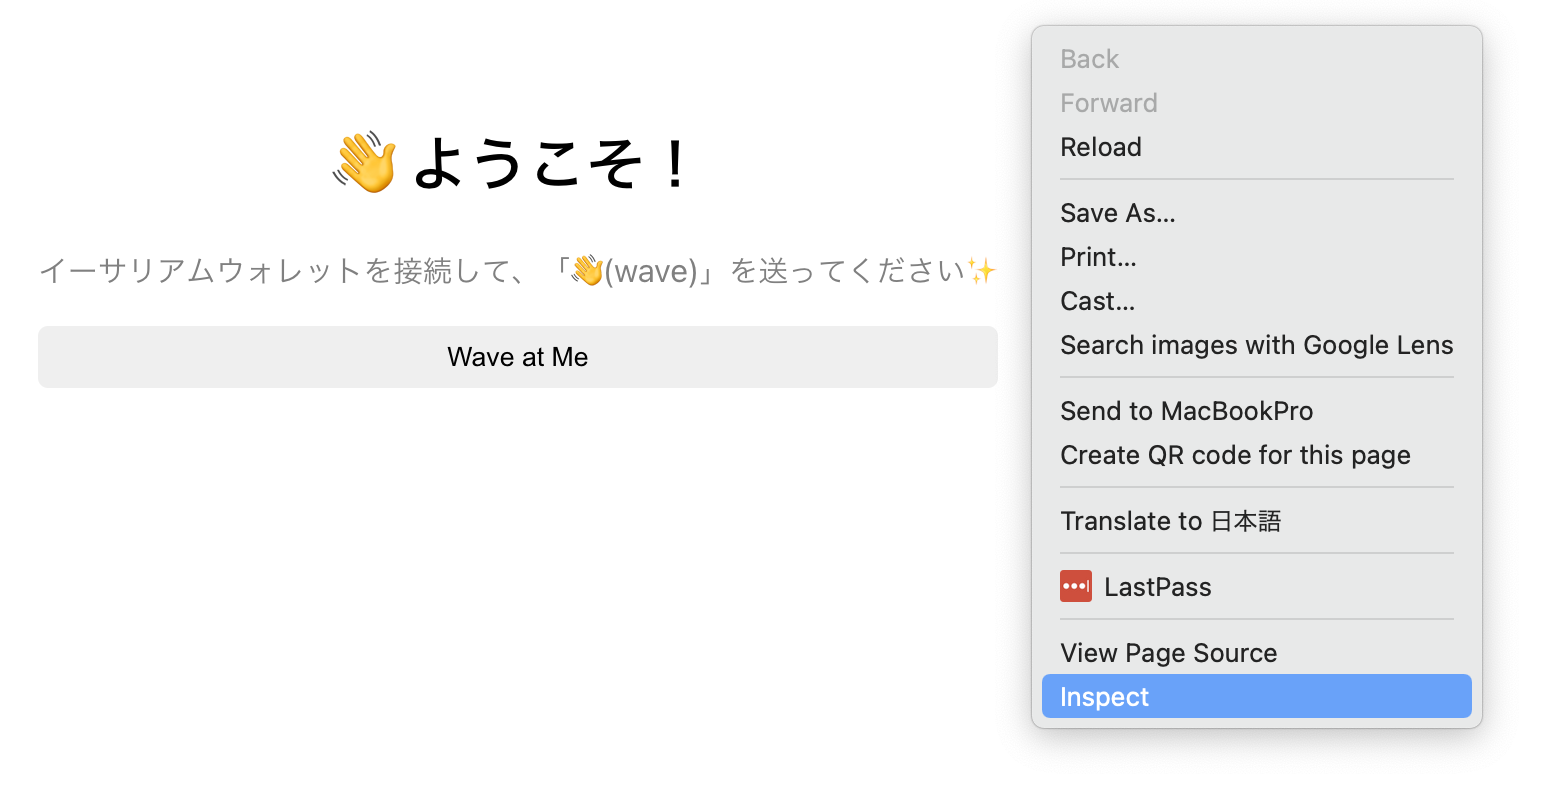 👋 ようこそ！
イーサリアムウォレットを接続して、「👋(wave)」を送ってください✨
Wave at Me
Back
Forward
Reload
Save As...
Print...
Cast...
Search images with Google Lens
Send to MacBookPro
Create QR code for this page
Translate to 日本語
LastPass
View Page Source
Inspect